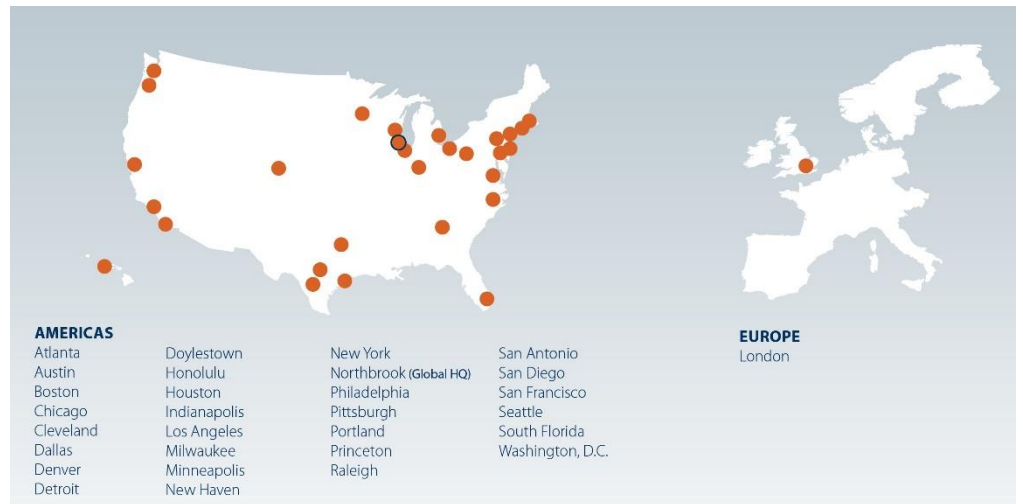 AMERICAS
Atlanta
Austin
Boston
Chicago
Cleveland
Dallas
Denver
Detroit
Doylestown
Honolulu
Houston
Indianapolis
Los Angeles
Milwaukee
Minneapolis
New Haven
New York
Northbrook (Global HQ)
Philadelphia
Pittsburgh
Portland
Princeton
Raleigh
San Antonio
San Diego
San Francisco
Seattle
South Florida
Washington, D.C.
EUROPE
London